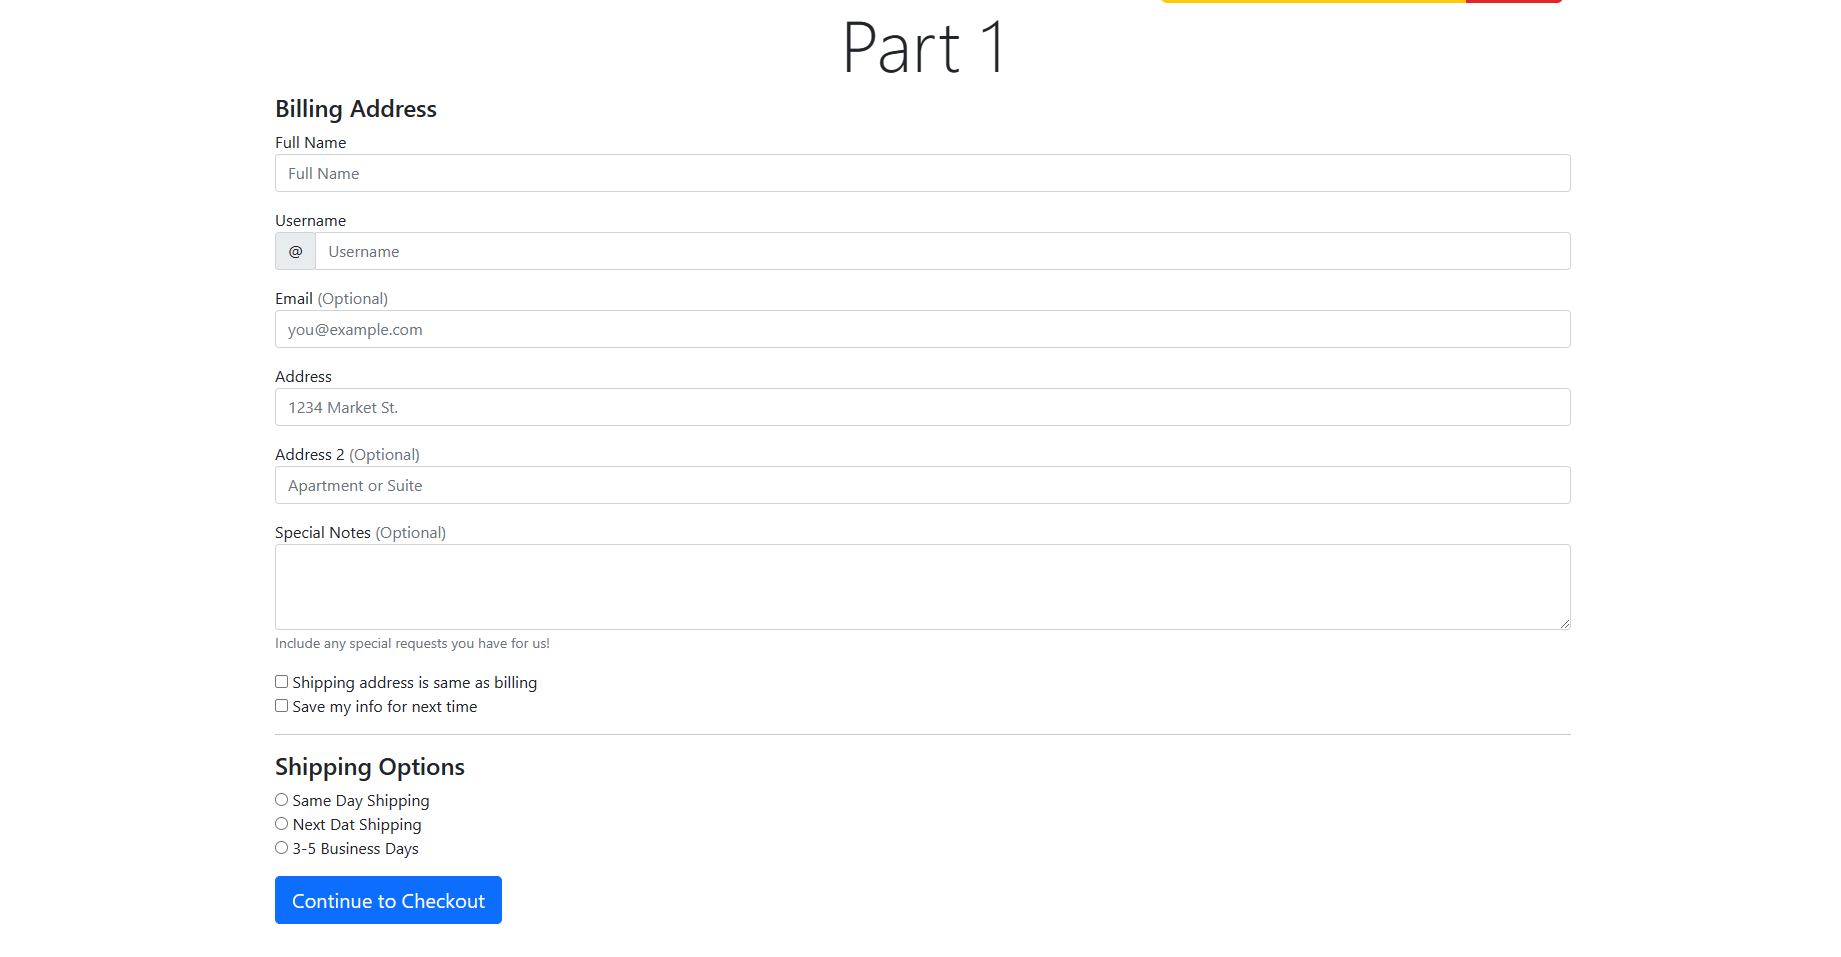 Part 1
Billing Address
Full Name
Full Name
Username
@ Username
Email (Optional)
you@example.com
Address
1234 Market St.
Address 2 (Optional)
Apartment or Suite
Special Notes (Optional)
Include any special requests you have for us!
Shipping address is same as billing
Save my info for next time
Shipping Options
Same Day Shipping
Next Dat Shipping
3-5 Business Days
Continue to Checkout